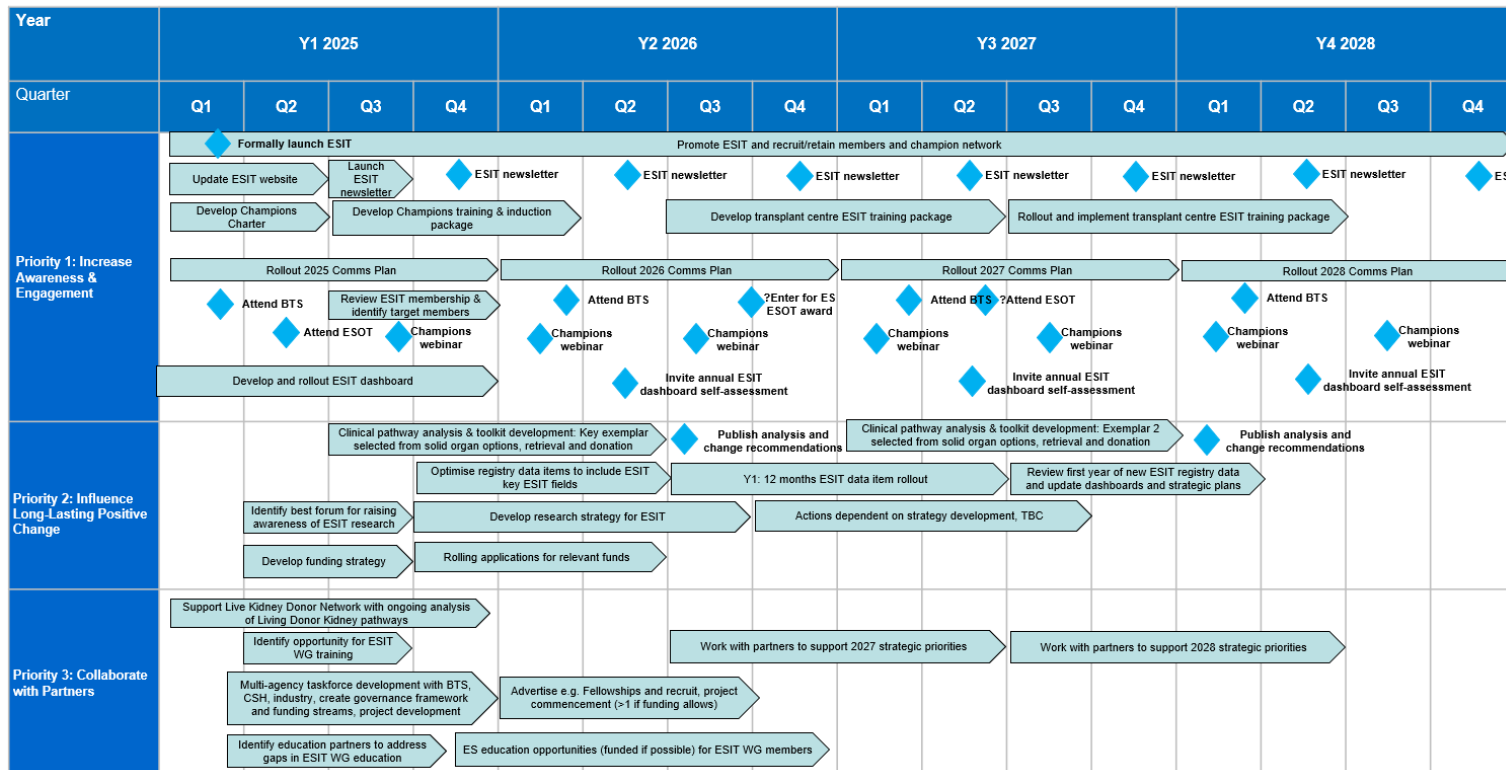 Year
Y1 2025
Y2 2026
Y3 2027
Y4 2028
Quarter
Q1
Q2
Q3
Q4
Q1
Q2
Q3
Q4
Q1
Q2
Q3
Q4
Q1
Q2
Q3
Q4
Priority 1: Increase
Awareness &
Engagement
Formally launch ESIT
Promote ESIT and recruit/retain members and champion network
Update ESIT website
Launch
ESIT
newsletter
ESIT newsletter
ESIT newsletter
ESIT newsletter
ESIT newsletter
ESIT newsletter
ESIT newsletter
ES
Develop Champions
Charter
Develop Champions training & induction
package
Develop transplant centre ESIT training package
Rollout and implement transplant centre ESIT training package
Rollout 2025 Comms Plan
Rollout 2026 Comms Plan
Rollout 2027 Comms Plan
Rollout 2028 Comms Plan
Attend BTS
Review ESIT membership &
identify target members
Attend BTS
?Enter for ES
ESOT award
Attend BTS
?Attend ESOT
Attend BTS
Attend ESOT
Champions
webinar
Champions
webinar
Champions
webinar
Champions
webinar
Champions
webinar
Champions
webinar
Champions
webinar
Develop and rollout ESIT dashboard
Invite annual ESIT
dashboard self-assessment
Invite annual ESIT
dashboard self-assessment
Invite annual ESIT
dashboard self-assessment
Priority 2: Influence
Long-Lasting Positive
Change
Clinical pathway analysis & toolkit development: Key exemplar
selected from solid organ options, retrieval and donation
Publish analysis and
change recommendations
Clinical pathway analysis & toolkit development: Exemplar 2
selected from solid organ options, retrieval and donation
Publish analysis and
change recommendations
Optimise registry data items to include ESIT
key ESIT fields
Y1: 12 months ESIT data item rollout
Review first year of new ESIT registry data
and update dashboards and strategic plans
Identify best forum for raising
awareness of ESIT research
Develop research strategy for ESIT
Actions dependent on strategy development, TBC
Develop funding strategy
Rolling applications for relevant funds
Priority 3: Collaborate
with Partners
Support Live Kidney Donor Network with ongoing analysis
of Living Donor Kidney pathways
Identify opportunity for ESIT
WG training
Work with partners to support 2027 strategic priorities
Work with partners to support 2028 strategic priorities
Multi-agency taskforce development with BTS,
CSH, industry, create governance framework
and funding streams, project development
Advertise e.g. Fellowships and recruit, project
commencement (>1 if funding allows)
Identify education partners to address
gaps in ESIT WG education
ES education opportunities (funded if possible) for ESIT WG members